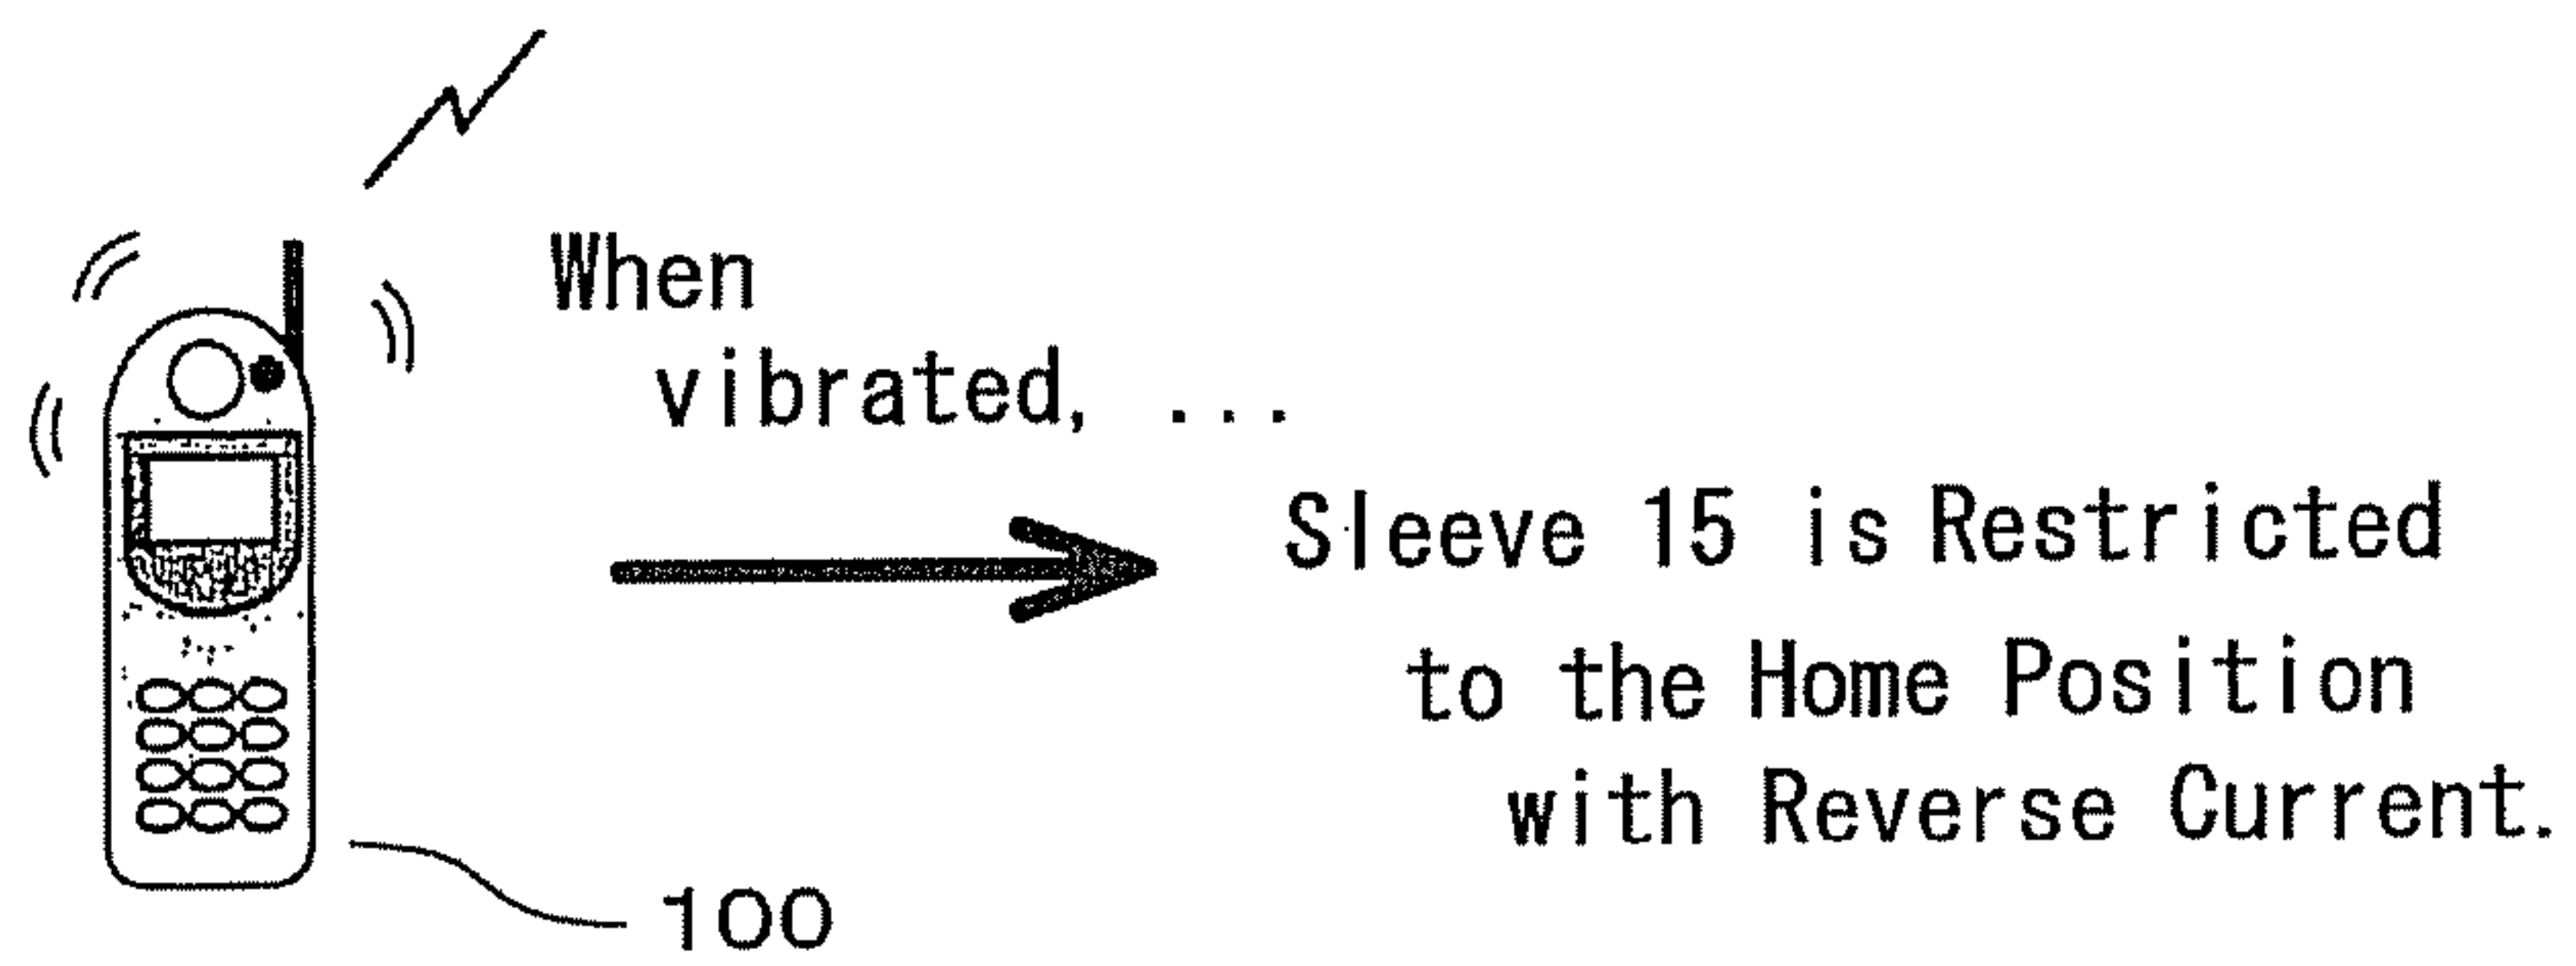 When
vibrated, ...
Sleeve 15 is Restricted
to the Home Position
with Reverse Current.
100